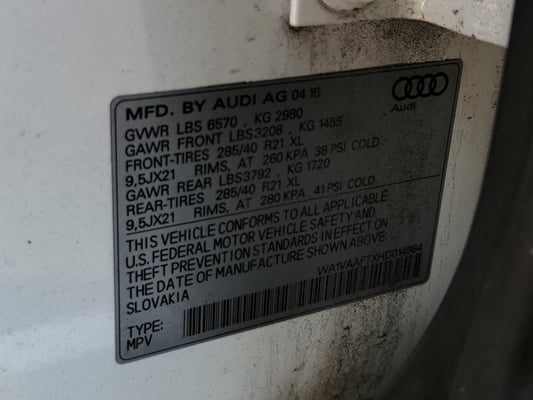 MFD. BY AUDI AG 04 16
Audi
GVWR LBS 6570 , KG 2980
GAWR FRONT LBS3208 , KG 1455
FRONT-TIRES 285/40 R21 XL
9,5JX21 RIMS, AT 260 KPA 38 PSI COLD
GAWR REAR LBS3792 , KG 1720
REAR-TIRES 285/40 R21 XL
9,5JX21 RIMS, AT 280 KPA 41 PSI COLD
THIS VEHICLE CONFORMS TO ALL APPLICABLE
U.S. FEDERAL MOTOR VEHICLE SAFETY AND
THEFT PREVENTION STANDARDS IN EFFECT ON
THE DATE OF MANUFACTURE SHOWN ABOVE.
SLOVAKIA
WA1VAAF7XHD014984
TYPE:
MPV